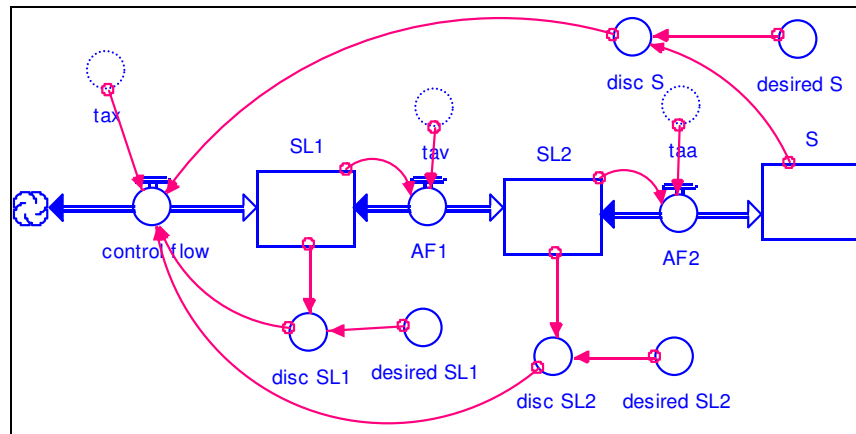 disc S
desired S
tax
SL1
tav
SL2
taa
S
control flow
AF1
AF2
disc SL1
desired SL1
disc SL2
desired SL2